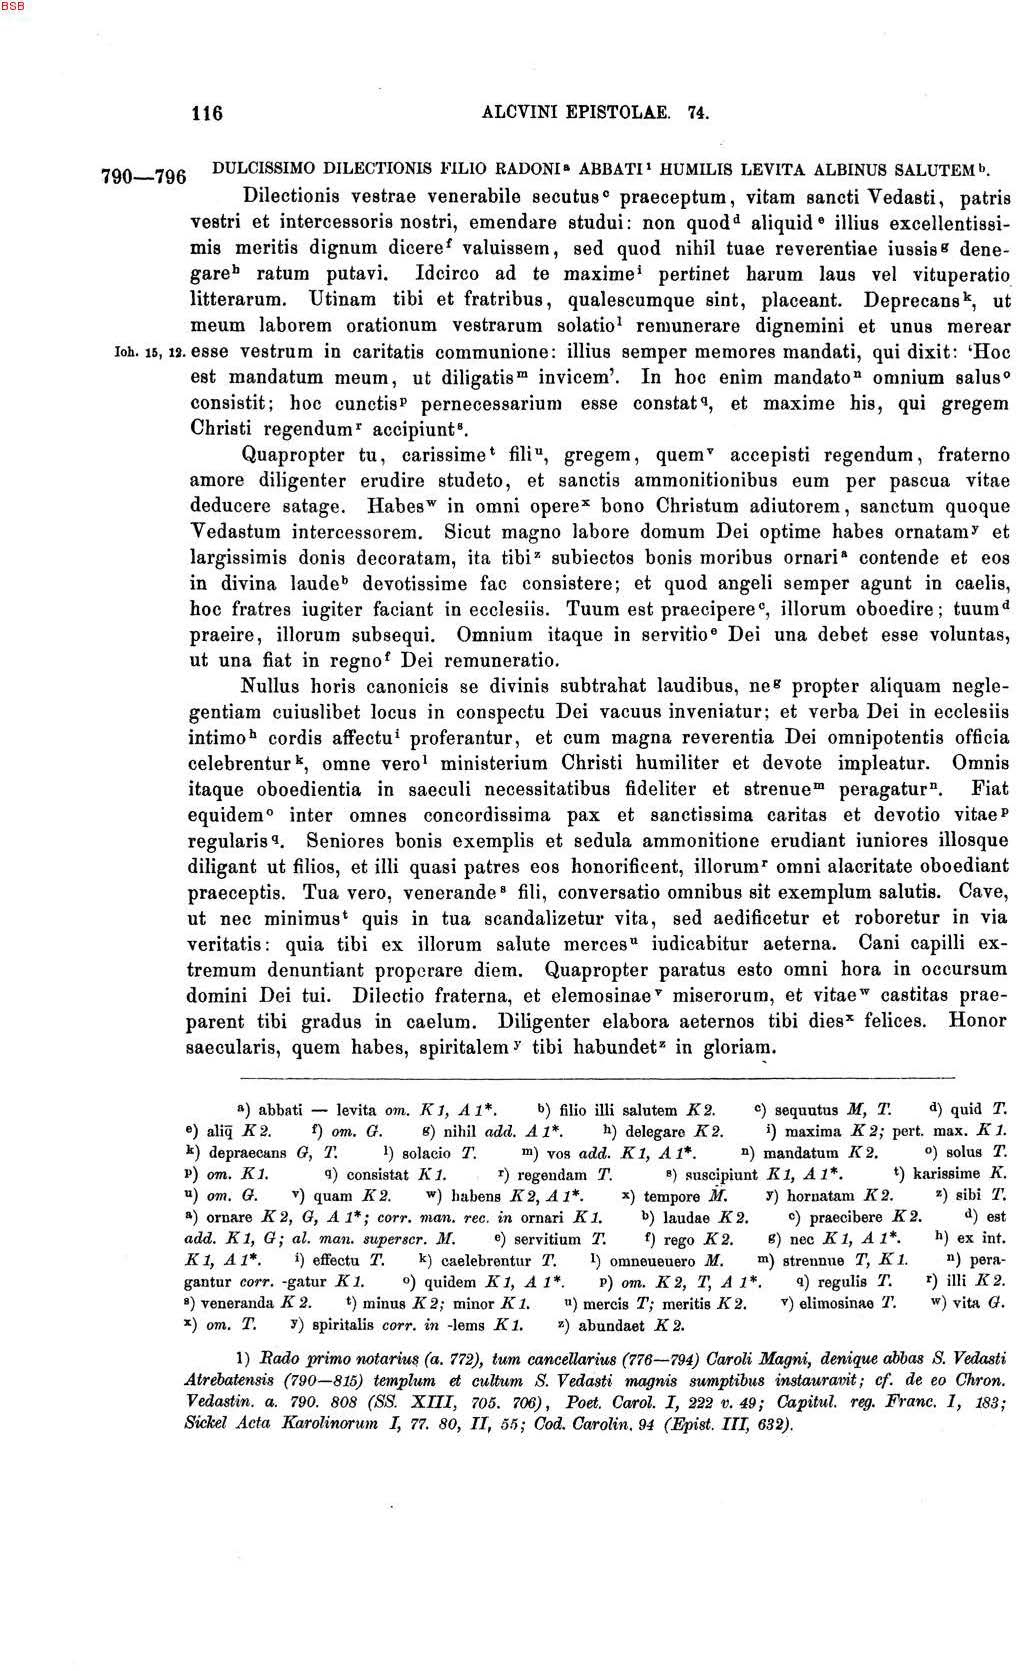 BSB
116 ALCVINI EPISTOLAE. 74.
790—796 DULCISSIMO DILECTIONIS FILIO RADONI a ABBATI 1 HUMILIS LEVITA ALBINUS SALUTEM b.
Dilectionis vestrae venerabile secutus c praeceptum, vitam sancti Vedasti, patris
vestri et intercessoris nostri, emendare studui: non quod d aliquid e illius excellentissi-
mis meritis dignum dicere f valuissem, sed quod nihil tuae reverentiae iussis g dene-
gare h ratum putavi. Idcirco ad te maxime i pertinet harum laus vel vituperatio
litterarum. Utinam tibi et fratribus, qualescumque sint, placeant. Deprecans k, ut
meum laborem orationum vestrarum solatio l remunerare dignemini et unus merear
Ioh. 15, 12. esse vestrum in caritatis communione: illius semper memores mandati, qui dixit: ‘Hoc
est mandatum meum, ut diligatis m invicem’. In hoc enim mandato n omnium salus o
consistit; hoc cunctis p pernecessarium esse constat q, et maxime his, qui gregem
Christi regendum r accipiunt s.
Quapropter tu, carissime t fili u, gregem, quem v accepisti regendum, fraterno
amore diligenter erudire studeto, et sanctis ammonitionibus eum per pascua vitae
deducere satage. Habes w in omni opere x bono Christum adiutorem, sanctum quoque
Vedastum intercessorem. Sicut magno labore domum Dei optime habes ornatam y et
largissimis donis decoratam, ita tibi z subiectos bonis moribus ornari a contende et eos
in divina laude b devotissime fac consistere; et quod angeli semper agunt in caelis,
hoc fratres iugiter faciant in ecclesiis. Tuum est praecipere c, illorum oboedire; tuum d
praeire, illorum subsequi. Omnium itaque in servitio e Dei una debet esse voluntas,
ut una fiat in regno f Dei remuneratio.
Nullus horis canonicis se divinis subtrahat laudibus, ne g propter aliquam negle-
gentiam cuiuslibet locus in conspectu Dei vacuus inveniatur; et verba Dei in ecclesiis
intimo h cordis affectu i proferantur, et cum magna reverentia Dei omnipotentis officia
celebrentur k, omne vero l ministerium Christi humiliter et devote impleatur. Omnis
itaque oboedientia in saeculi necessitatibus fideliter et strenue m peragatur n. Fiat
equidem o inter omnes concordissima pax et sanctissima caritas et devotio vitae p
regularis q. Seniores bonis exemplis et sedula ammonitione erudiant iuniores illosque
diligant ut filios, et illi quasi patres eos honorificent, illorum r omni alacritate oboediant
praeceptis. Tua vero, venerande s fili, conversatio omnibus sit exemplum salutis. Cave,
ut nec minimus t quis in tua scandalizetur vita, sed aedificetur et roboretur in via
veritatis: quia tibi ex illorum salute merces u iudicabitur aeterna. Cani capilli ex-
tremum denuntiant properare diem. Quapropter paratus esto omni hora in occursum
domini Dei tui. Dilectio fraterna, et elemosinae v miserorum, et vitae w castitas prae-
parent tibi gradus in caelum. Diligenter elabora aeternos tibi dies x felices. Honor
saecularis, quem habes, spiritalem y tibi habundet z in gloriam.
a) abbati — levita om. K 1, A 1*. b) filio illi salutem K 2. c) sequutus M, T. d) quid T.
e) aliq̄ K 2. f) om. G. g) nihil add. A 1*. h) delegare K 2. i) maxima K 2; pert. max. K 1.
k) depraecans G, T. l) solacio T. m) vos add. K 1, A 1*. n) mandatum K 2. o) solus T.
p) om. K 1. q) consistat K 1. r) regendam T. s) suscipiunt K 1, A 1*. t) karissime K.
u) om. G. v) quam K 2. w) habens K 2, A 1*. x) tempore M. y) hornatam K 2. z) sibi T.
a) ornare K 2, G, A 1*; corr. man. rec. in ornari K 1. b) laudae K 2. c) praecibere K 2. d) est
add. K 1, G; al. man. superscr. M. e) servitium T. f) rego K 2. g) nec K 1, A 1*. h) ex int.
K 1, A 1*. i) effectu T. k) caelebrentur T. l) omneueuero M. m) strennue T, K 1. n) pera-
gantur corr. -gatur K 1. o) quidem K 1, A 1*. p) om. K 2, T, A 1*. q) regulis T. r) illi K 2.
s) veneranda K 2. t) minus K 2; minor K 1. u) mercis T; meritis K 2. v) elimosinae T. w) vita G.
x) om. T. y) spiritalis corr. in -lems K 1. z) abundaet K 2.
1) Rado primo notarius (a. 772), tum cancellarius (776—794) Caroli Magni, denique abbas S. Vedasti
Atrebatensis (790—815) templum et cultum S. Vedasti magnis sumptibus instauravit; cf. de eo Chron.
Vedastin. a. 790. 808 (SS. XIII, 705. 706), Poet. Carol. I, 222 v. 49; Capitul. reg. Franc. I, 183;
Sickel Acta Karolinorum I, 77. 80, II, 55; Cod. Carolin. 94 (Epist. III, 632).